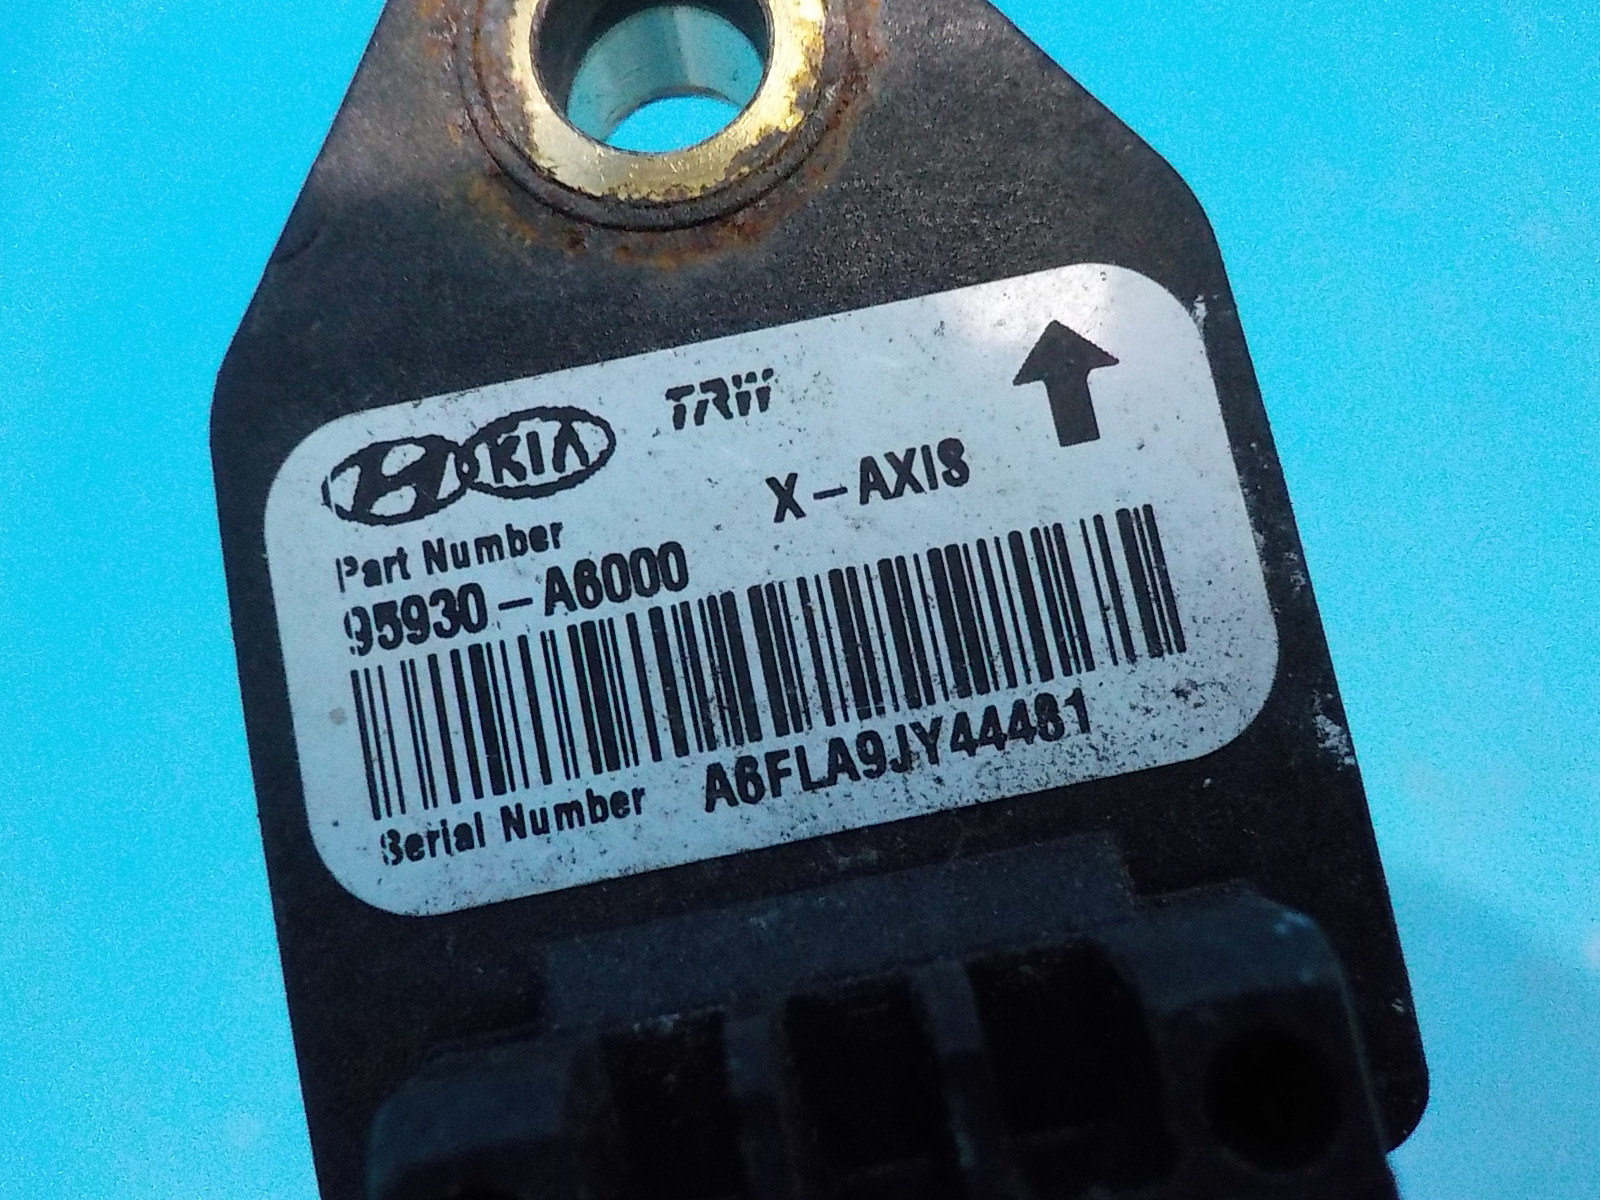 KIA TRW
X-AXIS
Part Number
95930-A6000
Serial Number A6FLA9JY44481